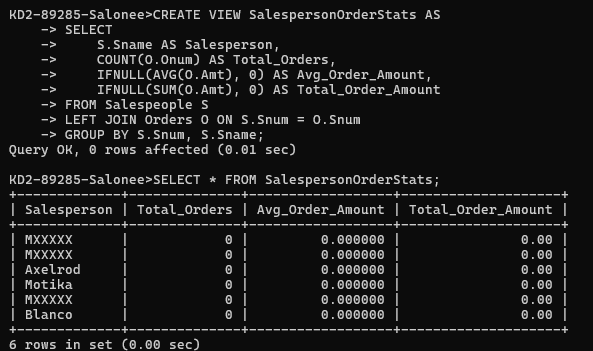 KD2-89285-Salonee>CREATE VIEW SalespersonOrderStats AS
    -> SELECT
    ->     S.Sname AS Salesperson,
    ->     COUNT(O.Onum) AS Total_Orders,
    ->     IFNULL(AVG(O.Amt), 0) AS Avg_Order_Amount,
    ->     IFNULL(SUM(O.Amt), 0) AS Total_Order_Amount
    -> FROM Salespeople S
    -> LEFT JOIN Orders O ON S.Snum = O.Snum
    -> GROUP BY S.Snum, S.Sname;
Query OK, 0 rows affected (0.01 sec)

KD2-89285-Salonee>SELECT * FROM SalespersonOrderStats;
+-------------+--------------+------------------+--------------------+
| Salesperson | Total_Orders | Avg_Order_Amount | Total_Order_Amount |
+-------------+--------------+------------------+--------------------+
| MXXXXX      |            0 |         0.000000 |               0.00 |
| MXXXXX      |            0 |         0.000000 |               0.00 |
| Axelrod     |            0 |         0.000000 |               0.00 |
| Motika      |            0 |         0.000000 |               0.00 |
| MXXXXX      |            0 |         0.000000 |               0.00 |
| Blanco      |            0 |         0.000000 |               0.00 |
+-------------+--------------+------------------+--------------------+
6 rows in set (0.00 sec)